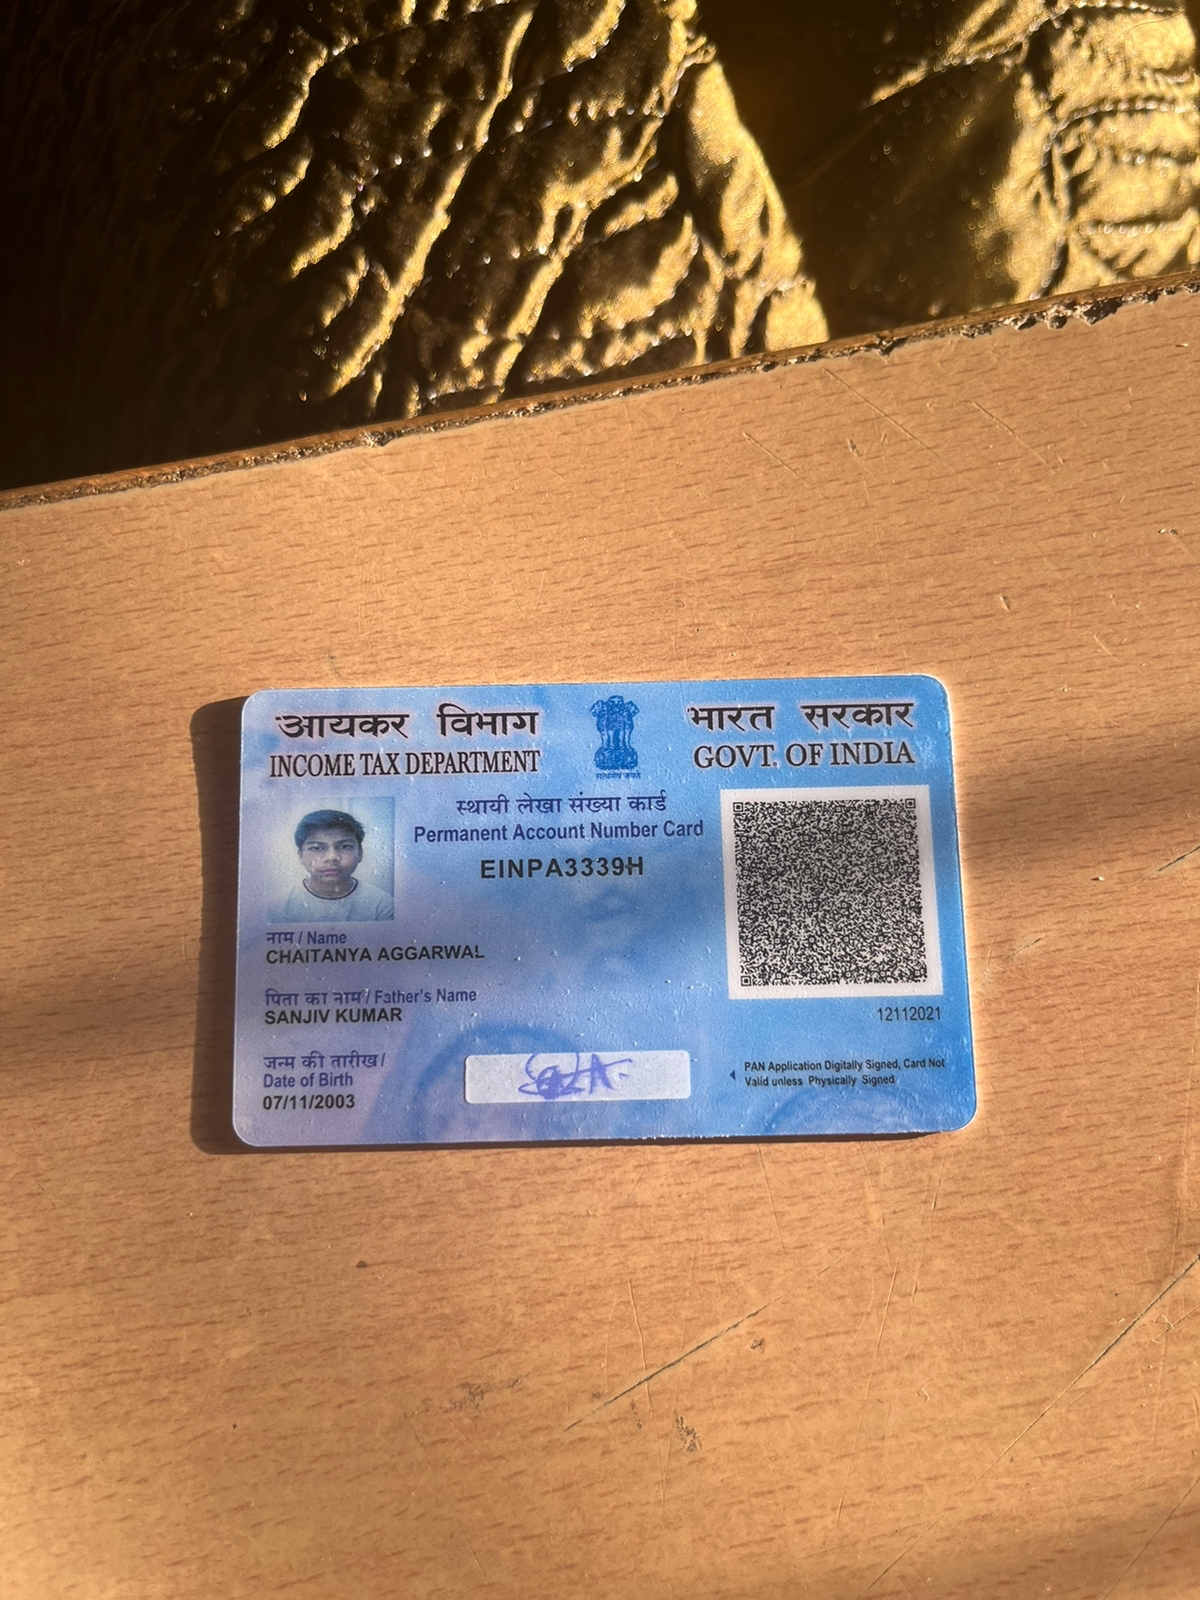 आयकर विभाग
INCOME TAX DEPARTMENT
सत्यमेव जयते
भारत सरकार
GOVT. OF INDIA
स्थायी लेखा संख्या कार्ड
Permanent Account Number Card
EINPA3339H
नाम / Name
CHAITANYA AGGARWAL
पिता का नाम / Father's Name
SANJIV KUMAR
जन्म की तारीख /
Date of Birth
07/11/2003
12112021
PAN Application Digitally Signed, Card Not
Valid unless Physically Signed